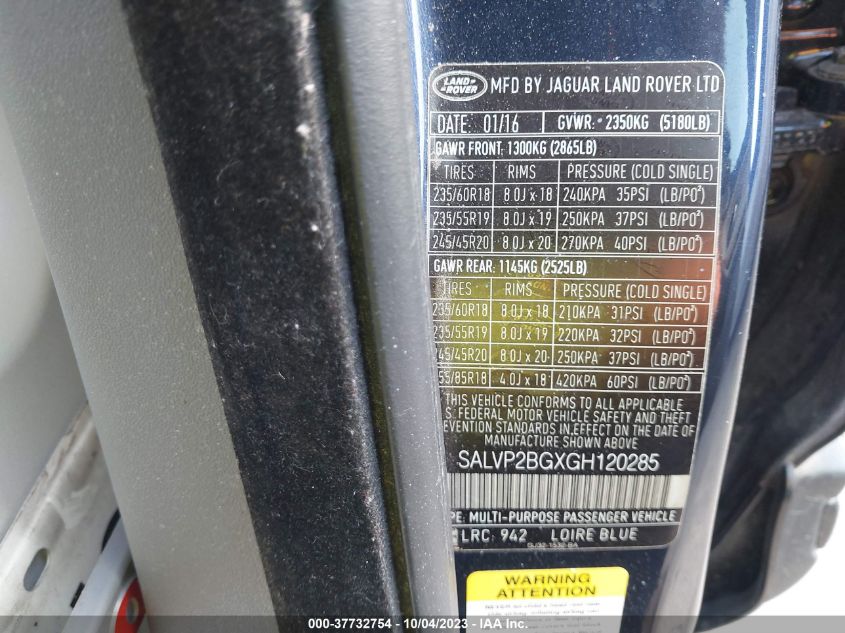 LAND ROVER MFD BY JAGUAR LAND ROVER LTD
DATE: 01/16 GVWR: 2350KG (5180LB)
GAWR FRONT: 1300KG (2865LB)
TIRES RIMS PRESSURE (COLD SINGLE)
235/60R18 8.0J x 18 240KPA 35PSI (LB/PO²)
235/55R19 8.0J x 19 250KPA 37PSI (LB/PO²)
245/45R20 8.0J x 20 270KPA 40PSI (LB/PO²)
GAWR REAR: 1145KG (2525LB)
TIRES RIMS PRESSURE (COLD SINGLE)
235/60R18 8.0J x 18 210KPA 31PSI (LB/PO²)
235/55R19 8.0J x 19 220KPA 32PSI (LB/PO²)
245/45R20 8.0J x 20 250KPA 37PSI (LB/PO²)
55/85R18 4.0J x 18 420KPA 60PSI (LB/PO²)
THIS VEHICLE CONFORMS TO ALL APPLICABLE
S. FEDERAL MOTOR VEHICLE SAFETY AND THEFT
EVENTION STANDARDS IN EFFECT ON THE DATE OF
MANUFACTURE SHOWN ABOVE
SALVP2BGXGH120285
PE: MULTI-PURPOSE PASSENGER VEHICLE
LRC: 942 LOIRE BLUE
WARNING
ATTENTION
000-37732754 - 10/04/2023 - IAA Inc.